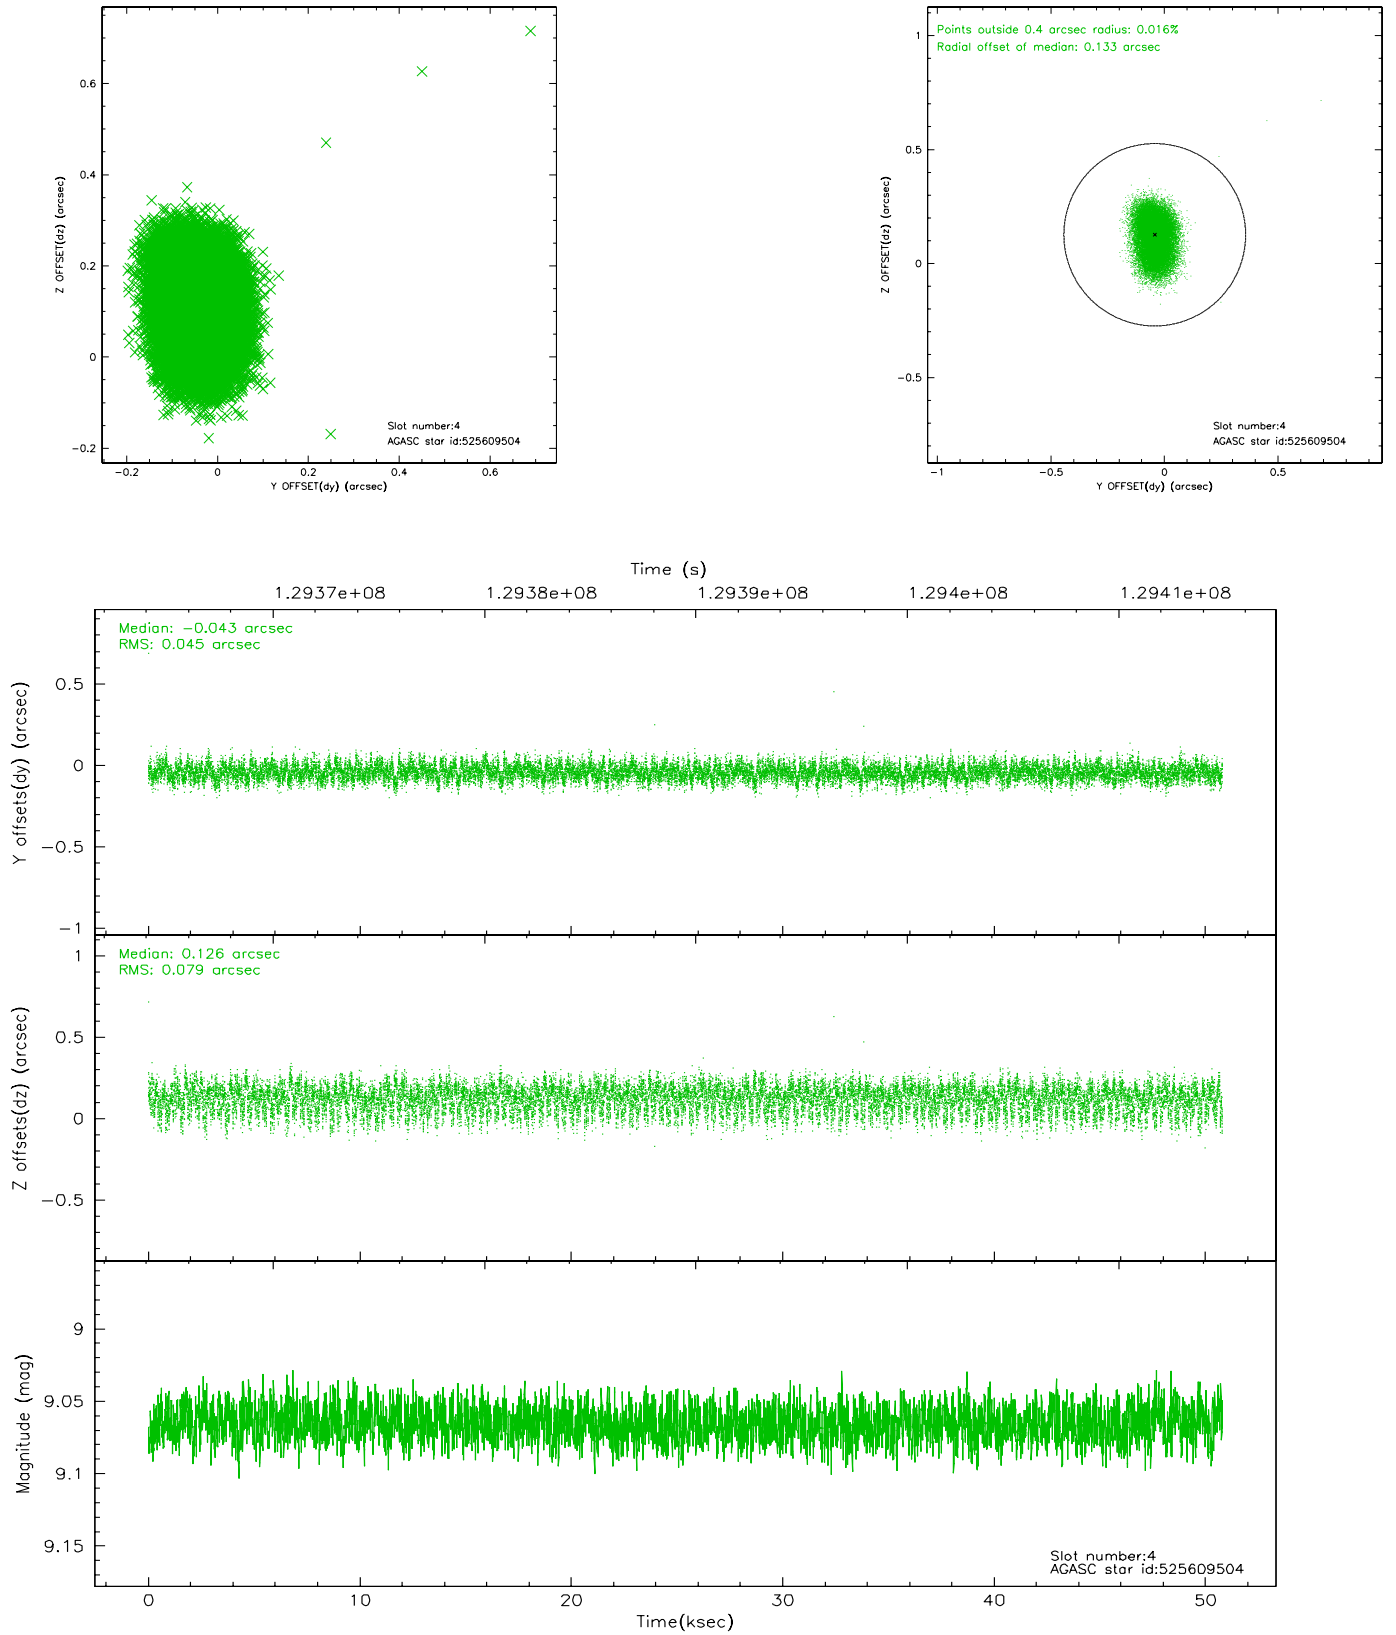 0.6
0.4
0.2
0
−0.2
−0.2
0
0.2
0.4
0.6
Z OFFSET(dz) (arcsec)
Y OFFSET(dy) (arcsec)
Slot number:4
AGASC star id:525609504
Points outside 0.4 arcsec radius: 0.016%
Radial offset of median: 0.133 arcsec
1
0.5
0
−0.5
−1
−0.5
0
0.5
Z OFFSET(dz) (arcsec)
Y OFFSET(dy) (arcsec)
Slot number:4
AGASC star id:525609504
Time (s)
1.2937e+08
1.2938e+08
1.2939e+08
1.294e+08
1.2941e+08
Median: −0.043 arcsec
RMS: 0.045 arcsec
0.5
0
−0.5
−1
Y offsets(dy) (arcsec)
Median: 0.126 arcsec
RMS: 0.079 arcsec
1
0.5
0
−0.5
Z offsets(dz) (arcsec)
9
9.05
9.1
9.15
Magnitude (mag)
Slot number:4
AGASC star id:525609504
0
10
20
30
40
50
Time(ksec)